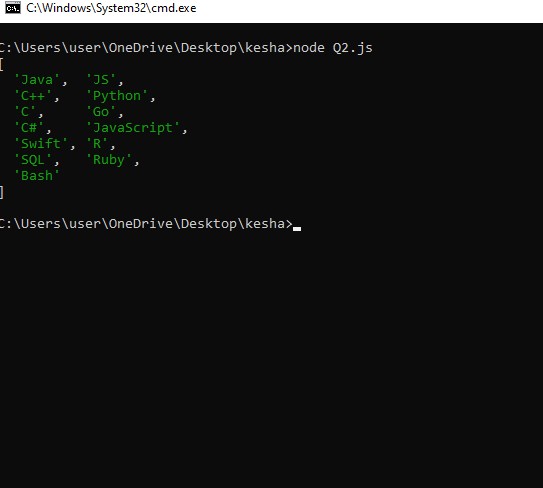 C:\Windows\System32\cmd.exe
C:\Users\user\OneDrive\Desktop\kesha>node Q2.js
[
  'Java',  'JS',
  'C++',   'Python',
  'C',     'Go',
  'C#',    'JavaScript',
  'Swift', 'R',
  'SQL',   'Ruby',
  'Bash'
]
C:\Users\user\OneDrive\Desktop\kesha>